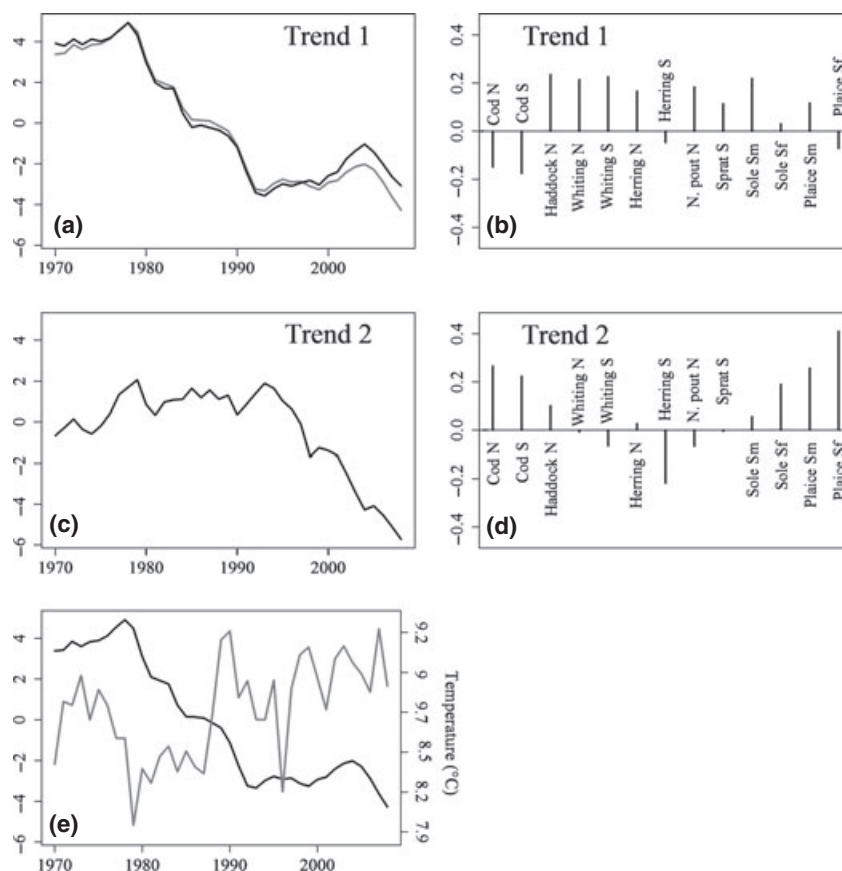 Trend 1
4
2
0
−2
−4
−6
(a)
1970 1980 1990 2000
Trend 1
0.4
0.2
0.0
−0.2
−0.4
Cod N
Cod S
Haddock N
Whiting N
Whiting S
Herring N
Herring S
N. pout N
Sprat S
Sole Sm
Sole Sf
Plaice Sm
Plaice Sf
(b)
Trend 2
4
2
0
−2
−4
−6
(c)
1970 1980 1990 2000
Trend 2
0.4
0.2
0.0
−0.2
−0.4
Cod N
Cod S
Haddock N
Whiting N
Whiting S
Herring N
Herring S
N. pout N
Sprat S
Sole Sm
Sole Sf
Plaice Sm
Plaice Sf
(d)
4
2
0
−2
−4
−6
(e)
1970 1980 1990 2000
9.2
9
9.7
8.5
8.2
7.9
Temperature (°C)